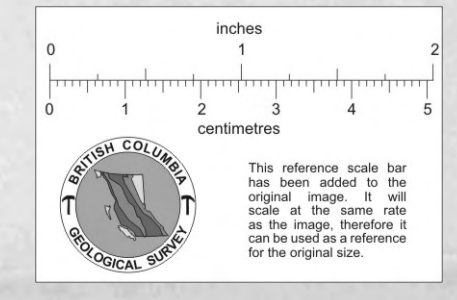 inches
0 1 2
0 1 2 3 4 5
centimetres
BRITISH COLUMBIA
GEOLOGICAL SURVEY
This reference scale bar
has been added to the
original image. It will
scale at the same rate
as the image, therefore it
can be used as a reference
for the original size.